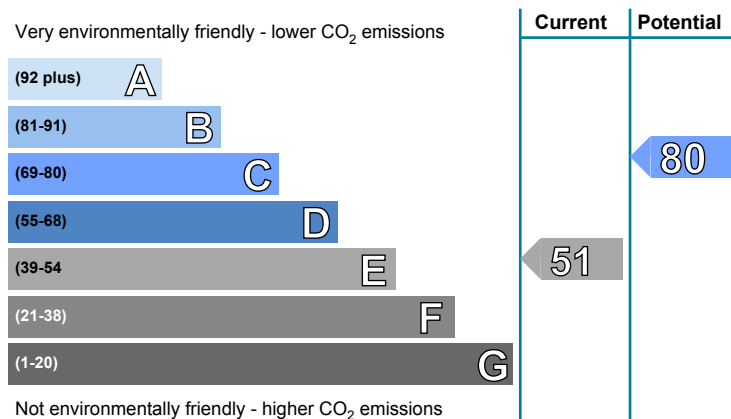 Very environmentally friendly - lower CO2 emissions
Current
Potential
(92 plus) A
(81-91) B
(69-80) C
80
(55-68) D
(39-54 E
51
(21-38) F
(1-20) G
Not environmentally friendly - higher CO2 emissions